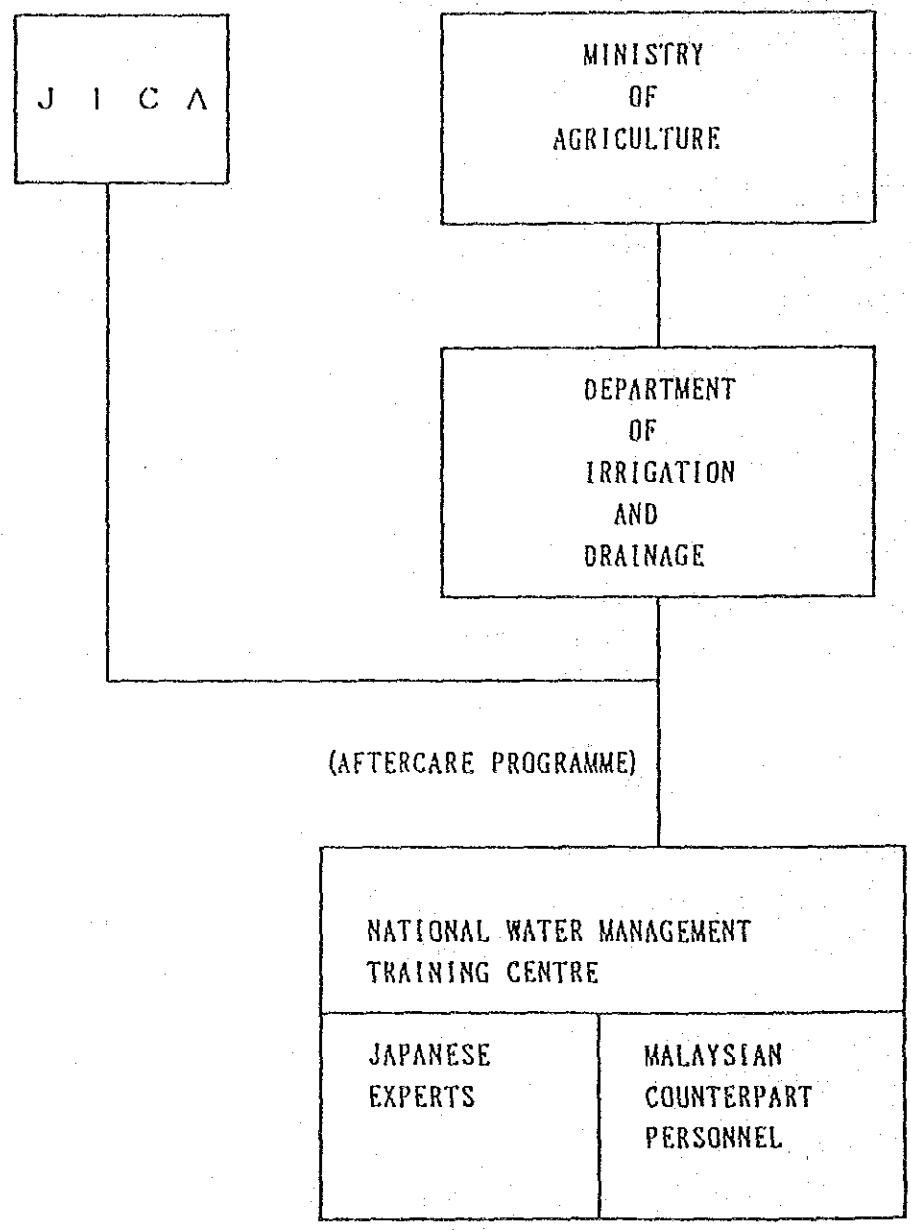 J I C A
MINISTRY
OF
AGRICULTURE
DEPARTMENT
OF
IRRIGATION
AND
DRAINAGE
(AFTERCARE PROGRAMME)
NATIONAL WATER MANAGEMENT
TRAINING CENTRE
JAPANESE
EXPERTS
MALAYSIAN
COUNTERPART
PERSONNEL